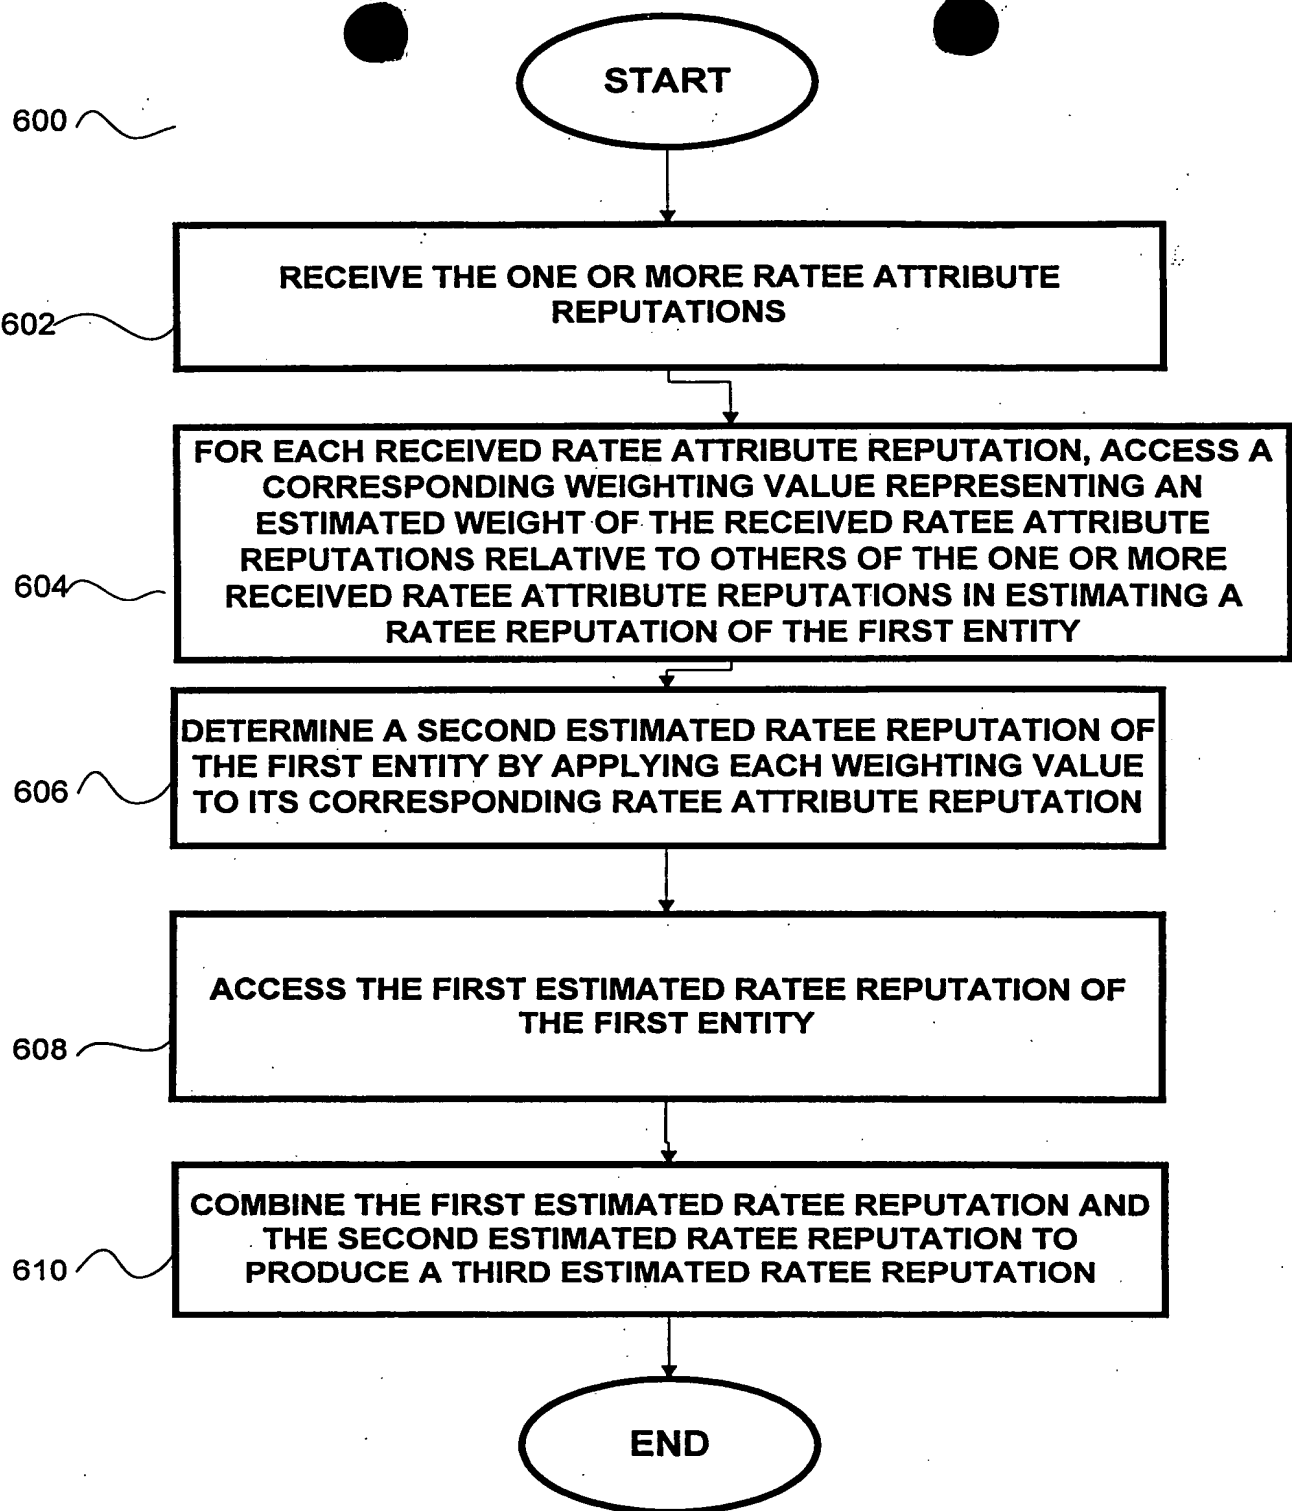 START
600
RECEIVE THE ONE OR MORE RATEE ATTRIBUTE
REPUTATIONS
602
FOR EACH RECEIVED RATEE ATTRIBUTE REPUTATION, ACCESS A
CORRESPONDING WEIGHTING VALUE REPRESENTING AN
ESTIMATED WEIGHT OF THE RECEIVED RATEE ATTRIBUTE
REPUTATIONS RELATIVE TO OTHERS OF THE ONE OR MORE
RECEIVED RATEE ATTRIBUTE REPUTATIONS IN ESTIMATING A
RATEE REPUTATION OF THE FIRST ENTITY
604
DETERMINE A SECOND ESTIMATED RATEE REPUTATION OF
THE FIRST ENTITY BY APPLYING EACH WEIGHTING VALUE
TO ITS CORRESPONDING RATEE ATTRIBUTE REPUTATION
606
ACCESS THE FIRST ESTIMATED RATEE REPUTATION OF
THE FIRST ENTITY
608
COMBINE THE FIRST ESTIMATED RATEE REPUTATION AND
THE SECOND ESTIMATED RATEE REPUTATION TO
PRODUCE A THIRD ESTIMATED RATEE REPUTATION
610
END